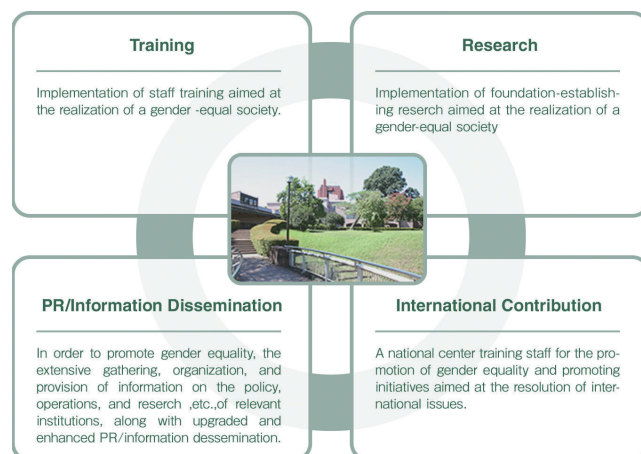 Training
Implementation of staff training aimed at
the realization of a gender -equal society.
Research
Implementation of foundation-establish-
ing reserch aimed at the realization of a
gender-equal society
PR/Information Dissemination
In order to promote gender equality, the
extensive gathering, organization, and
provision of information on the policy,
operations, and reserch ,etc.,of relevant
institutions, along with upgraded and
enhanced PR/information dessemination.
International Contribution
A national center training staff for the pro-
motion of gender equality and promoting
initiatives aimed at the resolution of inter-
national issues.